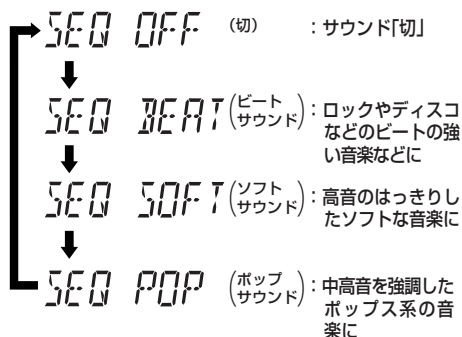 SEQ OFF （切） ：サウンド「切」
SEQ BEAT (ビートサウンド) ：ロックやディスコ
などのビートの強
い音楽などに
SEQ SOFT (ソフトサウンド) ：高音のはっきりし
たソフトな音楽に
SEQ POP (ポップサウンド) ：中高音を強調した
ポップス系の音
楽に